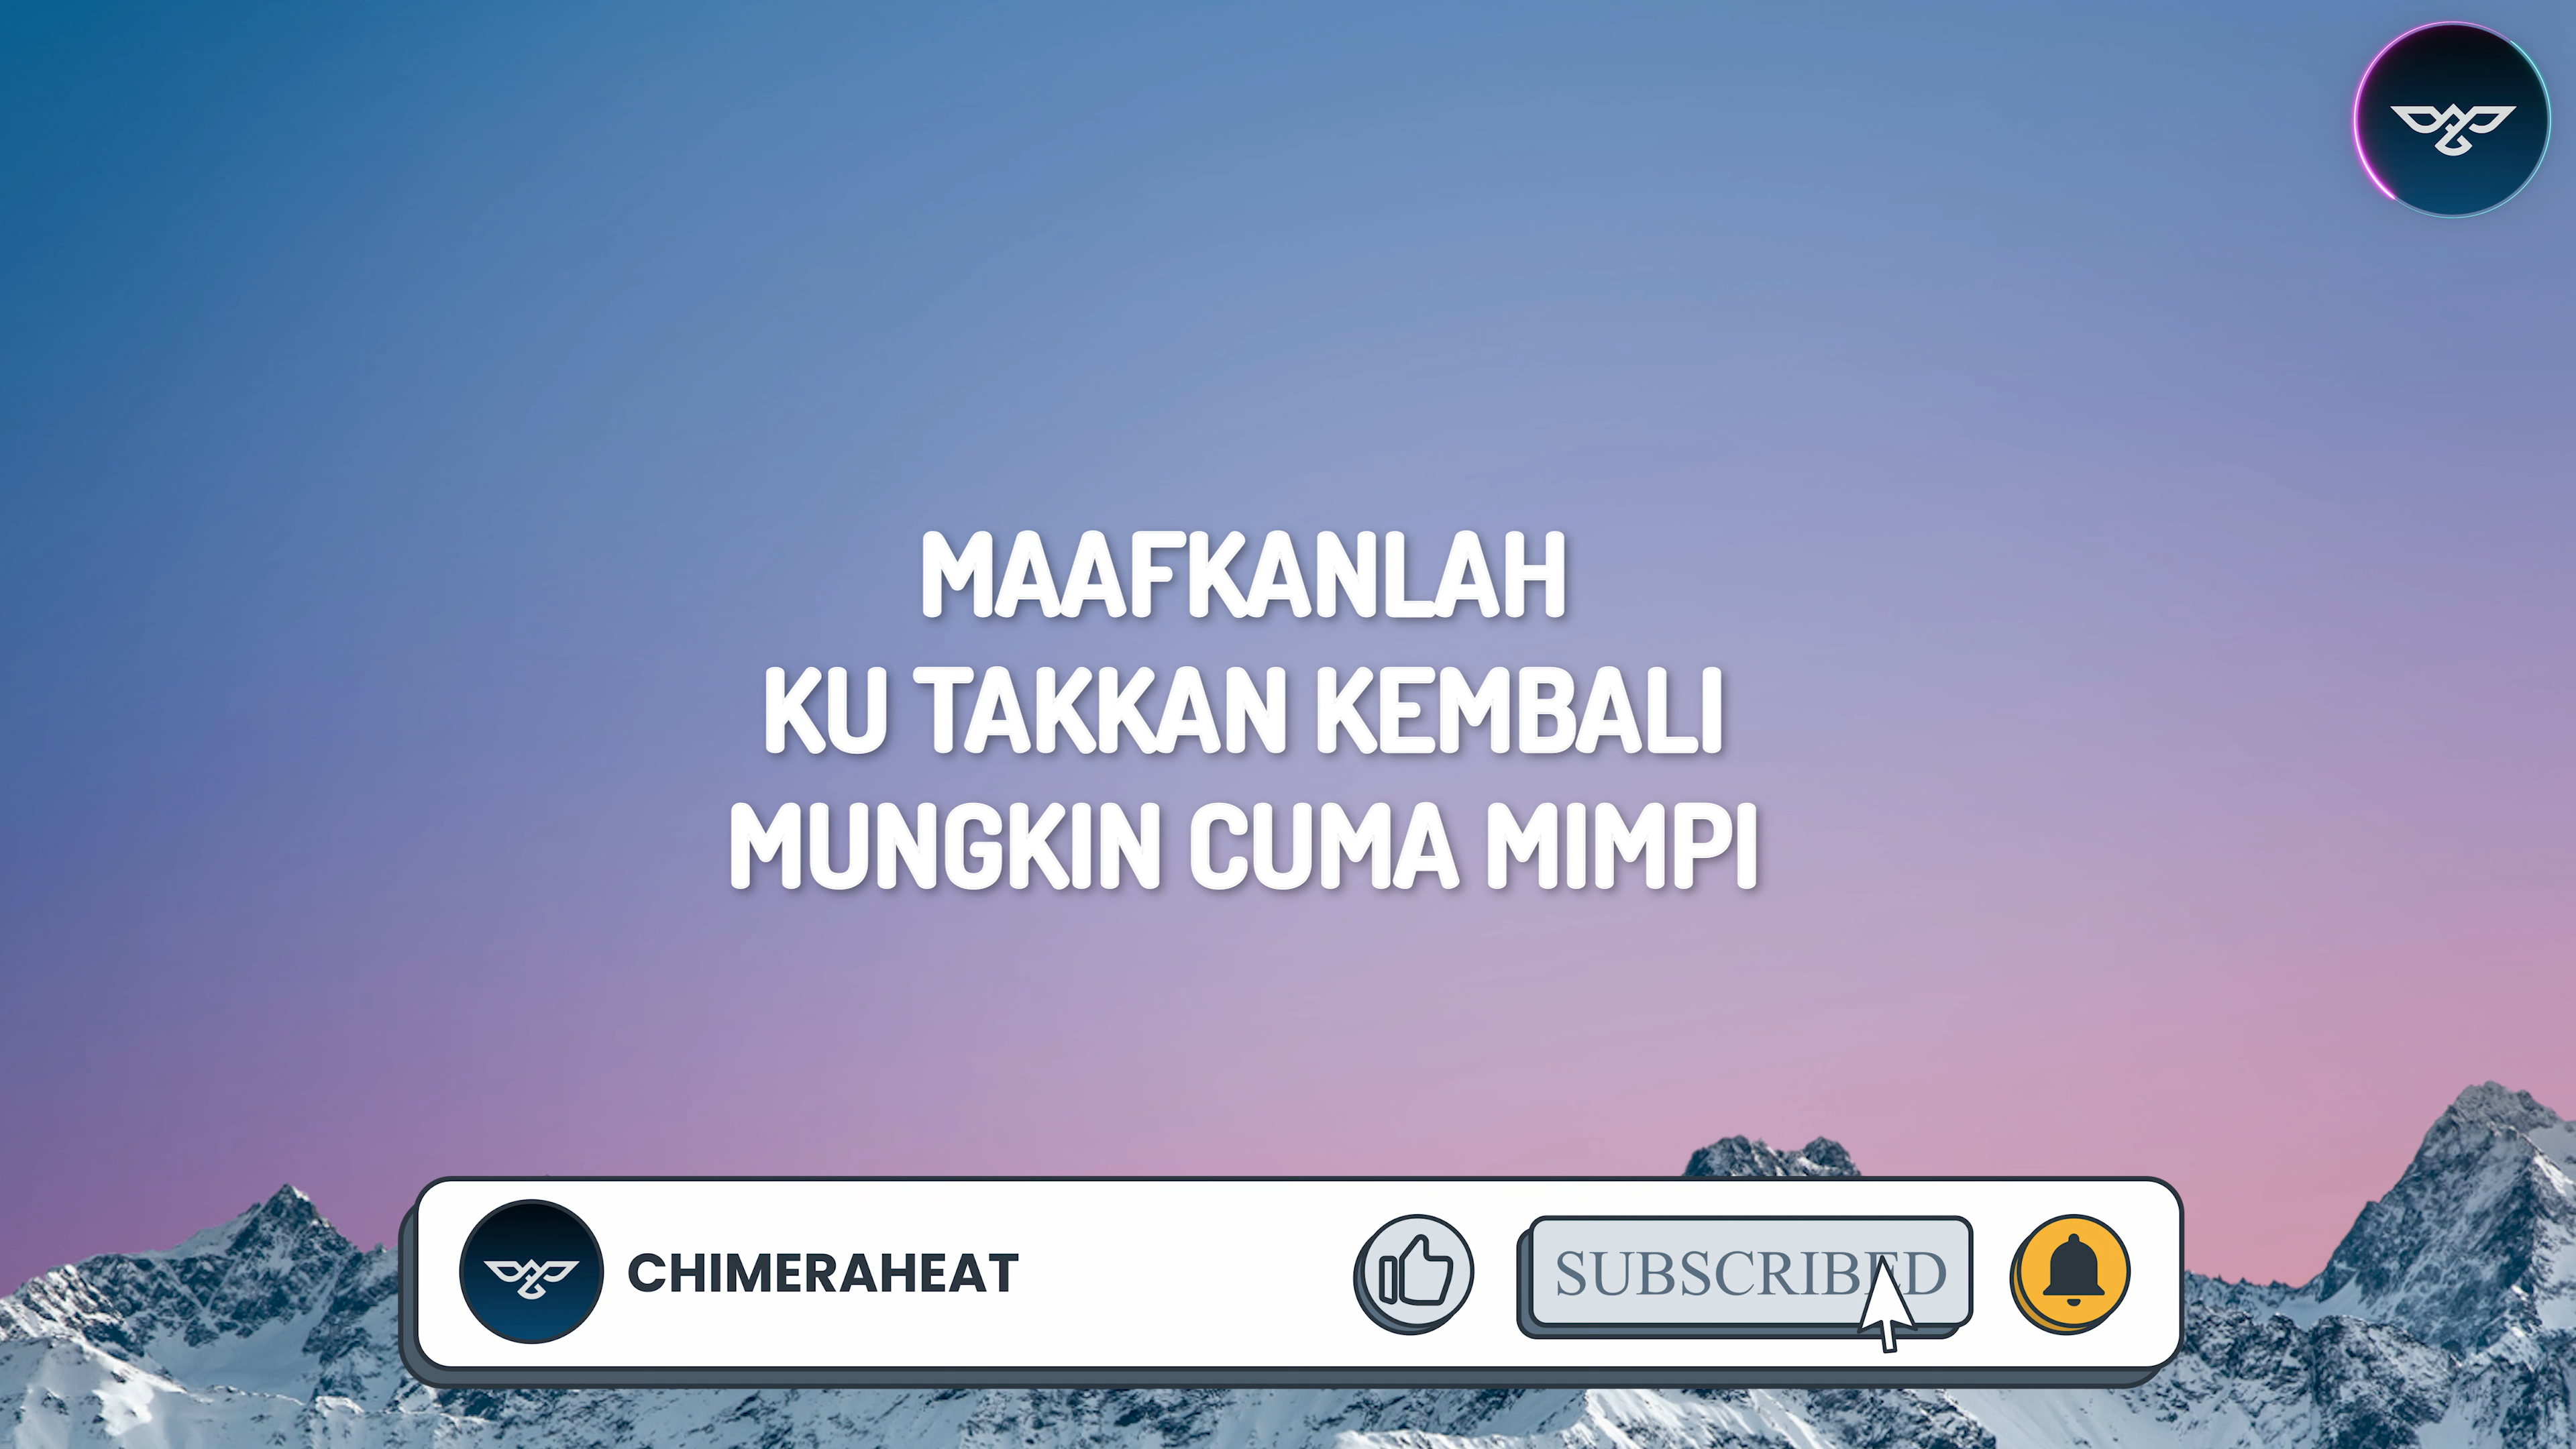 MAAFKANLAH
KU TAKKAN KEMBALI
MUNGKIN CUMA MIMPI
CHIMERAHEAT
SUBSCRIBED